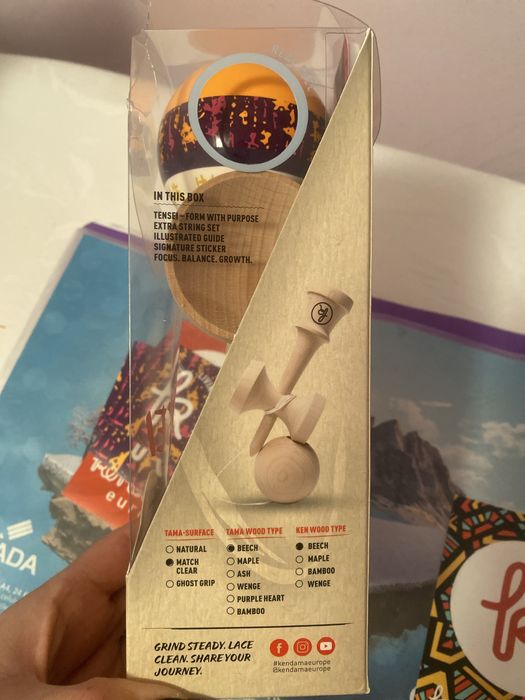 IN THIS BOX
TENSEI – FORM WITH PURPOSE
EXTRA STRING SET
ILLUSTRATED GUIDE
SIGNATURE STICKER
FOCUS. BALANCE. GROWTH.
TAMA-SURFACE
NATURAL
MATCH
CLEAR
GHOST GRIP
TAMA WOOD TYPE
BEECH
MAPLE
ASH
WENGE
PURPLE HEART
BAMBOO
KEN WOOD TYPE
BEECH
MAPLE
BAMBOO
WENGE
GRIND STEADY. LACE
CLEAN. SHARE YOUR
JOURNEY.
#kendamaeurope
@kendamaeurope